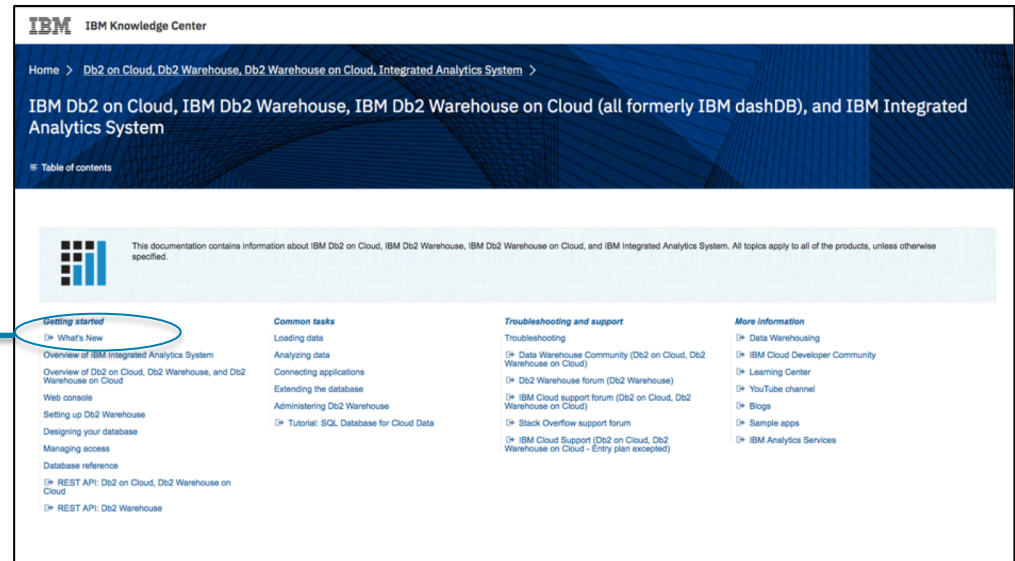 IBM IBM Knowledge Center
Home > Db2 on Cloud, Db2 Warehouse, Db2 Warehouse on Cloud, Integrated Analytics System >
IBM Db2 on Cloud, IBM Db2 Warehouse, IBM Db2 Warehouse on Cloud (all formerly IBM dashDB), and IBM Integrated
Analytics System
Table of contents
This documentation contains information about IBM Db2 on Cloud, IBM Db2 Warehouse, IBM Db2 Warehouse on Cloud, and IBM Integrated Analytics System. All topics apply to all of the products, unless otherwise
specified.
Getting started
What's New
Overview of IBM Integrated Analytics System
Overview of Db2 on Cloud, Db2 Warehouse, and Db2
Warehouse on Cloud
Web console
Setting up Db2 Warehouse
Designing your database
Managing access
Database reference
REST API: Db2 on Cloud, Db2 Warehouse on
Cloud
REST API: Db2 Warehouse
Common tasks
Loading data
Analyzing data
Connecting applications
Extending the database
Administering Db2 Warehouse
Tutorial: SQL Database for Cloud Data
Troubleshooting and support
Troubleshooting
Data Warehouse Community (Db2 on Cloud, Db2
Warehouse on Cloud)
Db2 Warehouse forum (Db2 Warehouse)
IBM Cloud support forum (Db2 on Cloud, Db2
Warehouse on Cloud)
Stack Overflow support forum
IBM Cloud Support (Db2 on Cloud, Db2
Warehouse on Cloud - Entry plan excepted)
More information
Data Warehousing
IBM Cloud Developer Community
Learning Center
YouTube channel
Blogs
Sample apps
IBM Analytics Services